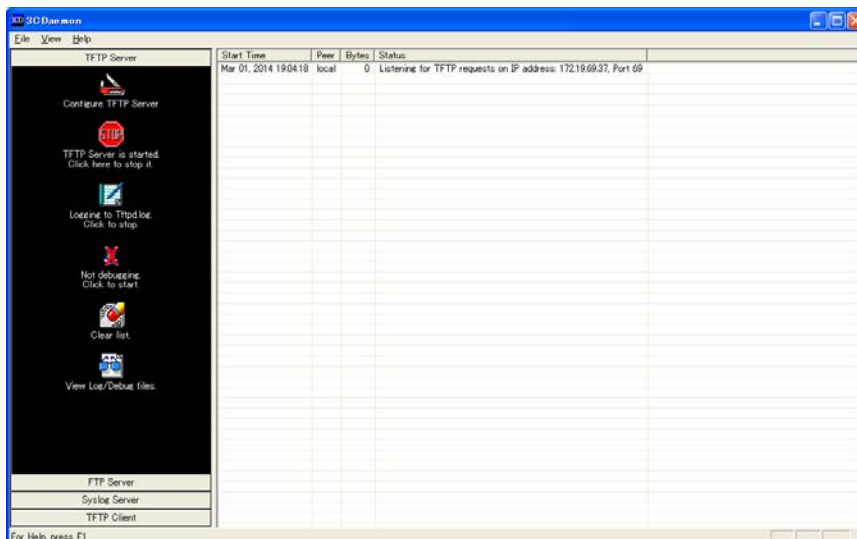 3CDaemon
File View Help
TFTP Server
Configure TFTP Server
STOP
TFTP Server is started.
Click here to stop it.
Logging to Tftpd.log.
Click to stop.
Not debugging.
Click to start.
Clear list.
View Log/Debug files.
FTP Server
Syslog Server
TFTP Client
Start Time Peer Bytes Status
Mar 01, 2014 19:04:18 local 0 Listening for TFTP requests on IP address: 172.19.69.37, Port 69
For Help, press F1